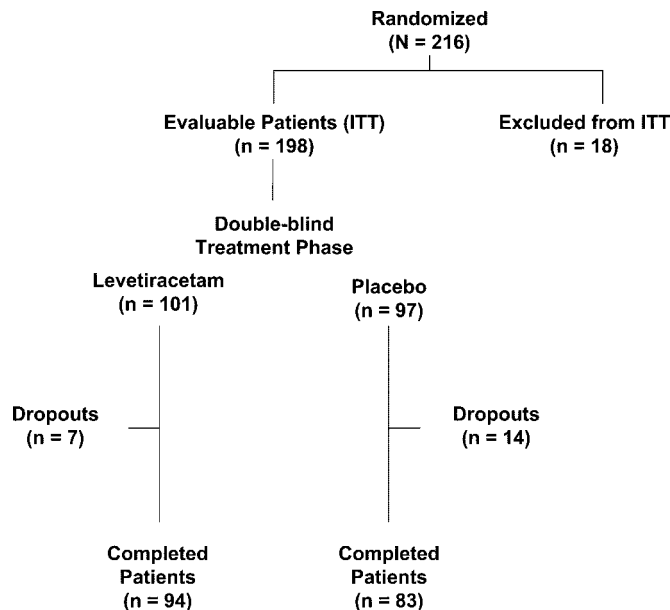 Randomized
(N = 216)
Evaluable Patients (ITT)
(n = 198)
Excluded from ITT
(n = 18)
Double-blind
Treatment Phase
Levetiracetam
(n = 101)
Placebo
(n = 97)
Dropouts
(n = 7)
Dropouts
(n = 14)
Completed
Patients
(n = 94)
Completed
Patients
(n = 83)